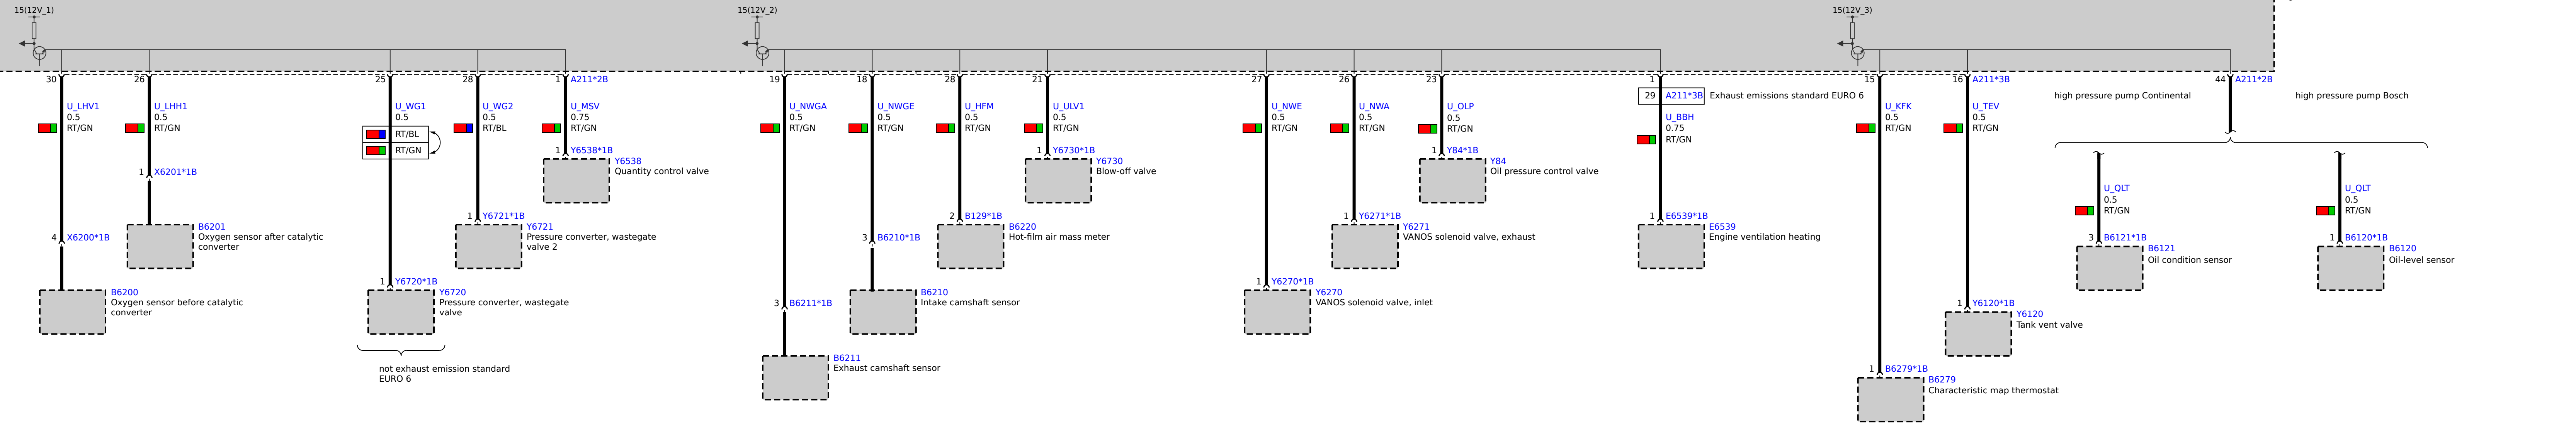 15(12V_1)
15(12V_2)
15(12V_3)
30
26
25
28
1
A211*2B
19
18
28
21
27
26
23
1
15
16
A211*3B
44
A211*2B
29
A211*3B
Exhaust emissions standard EURO 6
high pressure pump Continental
high pressure pump Bosch
U_LHV1
0.5
RT/GN
U_LHH1
0.5
RT/GN
U_WG1
0.5
RT/BL
RT/GN
U_WG2
0.5
RT/BL
U_MSV
0.75
RT/GN
U_NWGA
0.5
RT/GN
U_NWGE
0.5
RT/GN
U_HFM
0.5
RT/GN
U_ULV1
0.5
RT/GN
U_NWE
0.5
RT/GN
U_NWA
0.5
RT/GN
U_OLP
0.5
RT/GN
U_BBH
0.75
RT/GN
U_KFK
0.5
RT/GN
U_TEV
0.5
RT/GN
1
Y6538*1B
Y6538
Quantity control valve
1
Y6730*1B
Y6730
Blow-off valve
1
Y84*1B
Y84
Oil pressure control valve
1
X6201*1B
U_QLT
0.5
RT/GN
U_QLT
0.5
RT/GN
1
Y6721*1B
Y6721
Pressure converter, wastegate
valve 2
2
B129*1B
B6220
Hot-film air mass meter
1
Y6271*1B
Y6271
VANOS solenoid valve, exhaust
1
E6539*1B
E6539
Engine ventilation heating
B6201
Oxygen sensor after catalytic
converter
4
X6200*1B
3
B6210*1B
3
B6121*1B
B6121
Oil condition sensor
1
B6120*1B
B6120
Oil-level sensor
1
Y6720*1B
Y6720
Pressure converter, wastegate
valve
1
Y6270*1B
Y6270
VANOS solenoid valve, inlet
B6200
Oxygen sensor before catalytic
converter
B6210
Intake camshaft sensor
3
B6211*1B
1
Y6120*1B
Y6120
Tank vent valve
B6211
Exhaust camshaft sensor
not exhaust emission standard
EURO 6
1
B6279*1B
B6279
Characteristic map thermostat